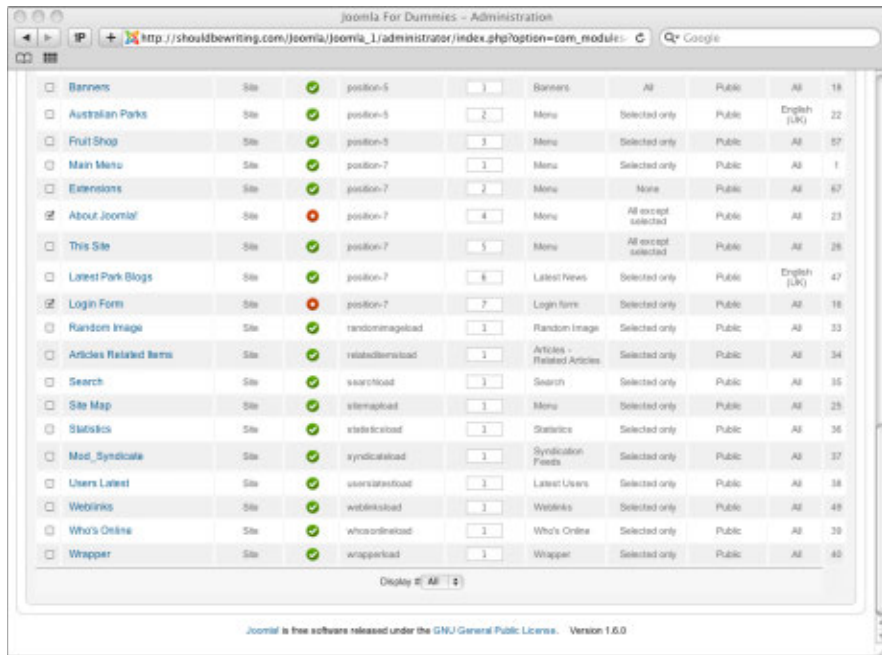 Joomla For Dummies – Administration
http://shouldbewriting.com/Joomla/Joomla_1/administrator/index.php?option=com_modules
Google
Banners Site position-5 1 Banners All Public All 18
Australian Parks Site position-5 2 Menu Selected only Public English (UK) 22
Fruit Shop Site position-5 3 Menu Selected only Public All 57
Main Menu Site position-7 1 Menu Selected only Public All 1
Extensions Site position-7 2 Menu None Public All 67
About Joomla! Site position-7 4 Menu All except selected Public All 23
This Site Site position-7 5 Menu All except selected Public All 26
Latest Park Blogs Site position-7 6 Latest News Selected only Public English (UK) 47
Login Form Site position-7 7 Login form Selected only Public All 16
Random Image Site randomimageload 1 Random Image Selected only Public All 33
Articles Related Items Site relateditemsload 1 Articles - Related Articles Selected only Public All 34
Search Site searchload 1 Search Selected only Public All 35
Site Map Site sitemapload 1 Menu Selected only Public All 25
Statistics Site statisticsload 1 Statistics Selected only Public All 36
Mod_Syndicate Site syndicateload 1 Syndication Feeds Selected only Public All 37
Users Latest Site userslatestload 1 Latest Users Selected only Public All 38
Weblinks Site weblinksload 1 Weblinks Selected only Public All 49
Who's Online Site whosonlineload 1 Who's Online Selected only Public All 39
Wrapper Site wrapperload 1 Wrapper Selected only Public All 40
Display # All
Joomla! is free software released under the GNU General Public License. Version 1.6.0